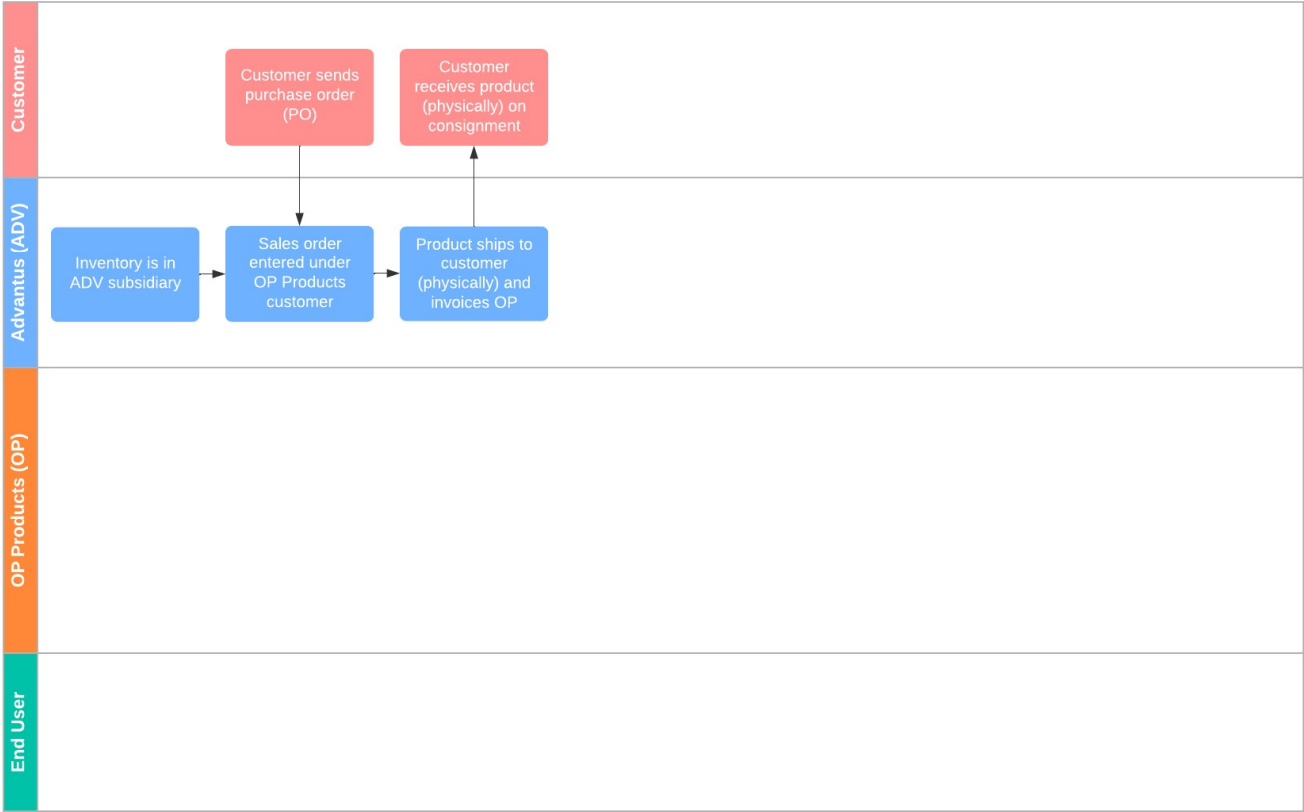 Customer
Customer sends
purchase order
(PO)
Customer
receives product
(physically) on
consignment
Advantus (ADV)
Inventory is in
ADV subsidiary
Sales order
entered under
OP Products
customer
Product ships to
customer
(physically) and
invoices OP
OP Products (OP)
End User